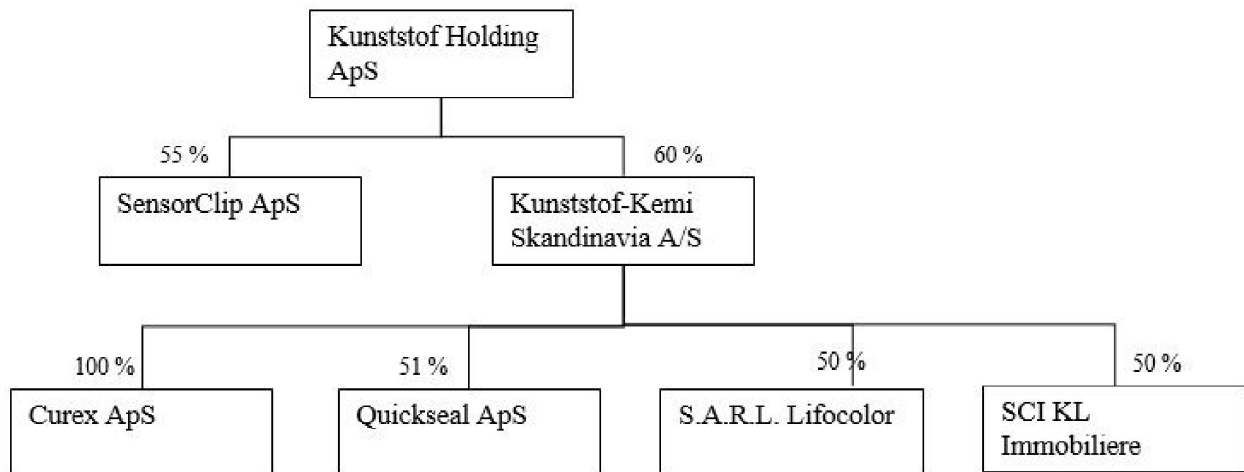 Kunststof Holding
ApS
55 %
60 %
SensorClip ApS
Kunststof-Kemi
Skandinavia A/S
100 %
51 %
50 %
50 %
Curex ApS
Quickseal ApS
S.A.R.L. Lifocolor
SCI KL
Immobiliere